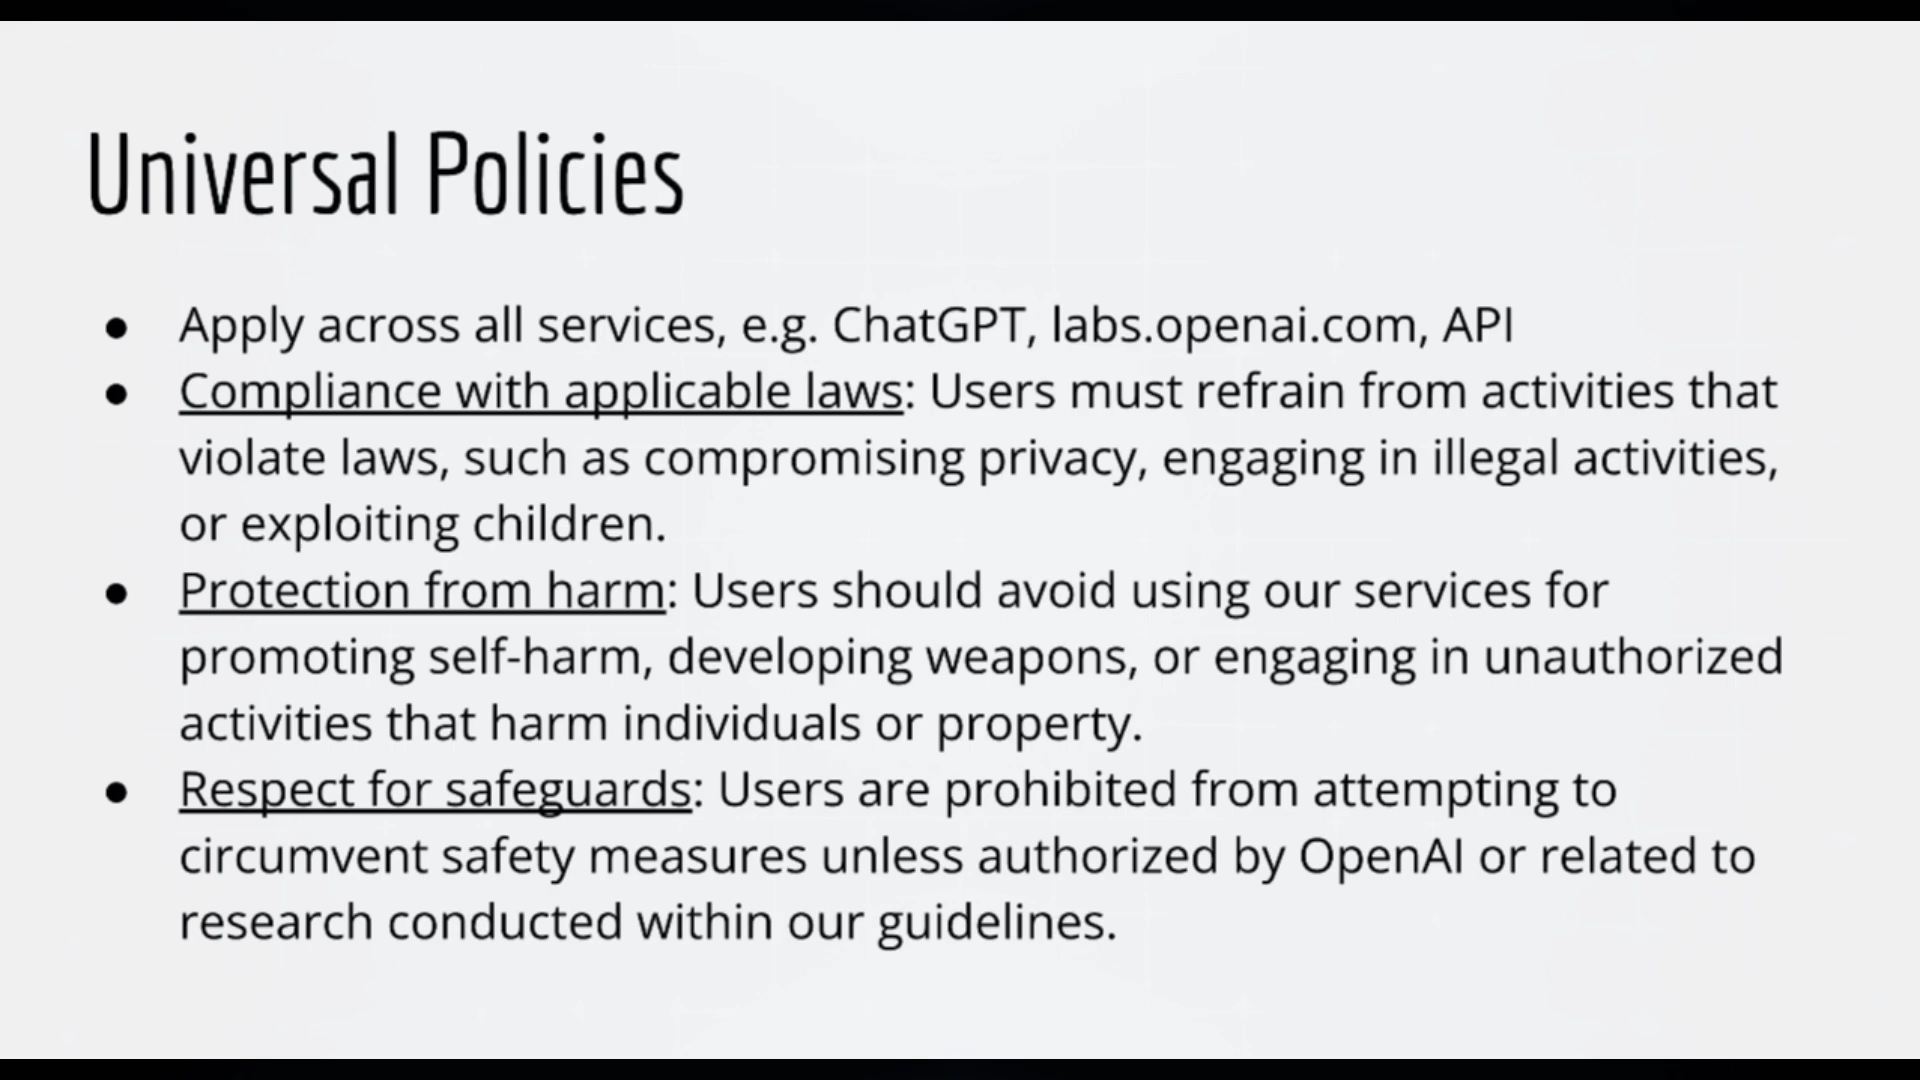 Universal Policies
● Apply across all services, e.g. ChatGPT, labs.openai.com, API
● Compliance with applicable laws: Users must refrain from activities that
violate laws, such as compromising privacy, engaging in illegal activities,
or exploiting children.
● Protection from harm: Users should avoid using our services for
promoting self-harm, developing weapons, or engaging in unauthorized
activities that harm individuals or property.
● Respect for safeguards: Users are prohibited from attempting to
circumvent safety measures unless authorized by OpenAI or related to
research conducted within our guidelines.